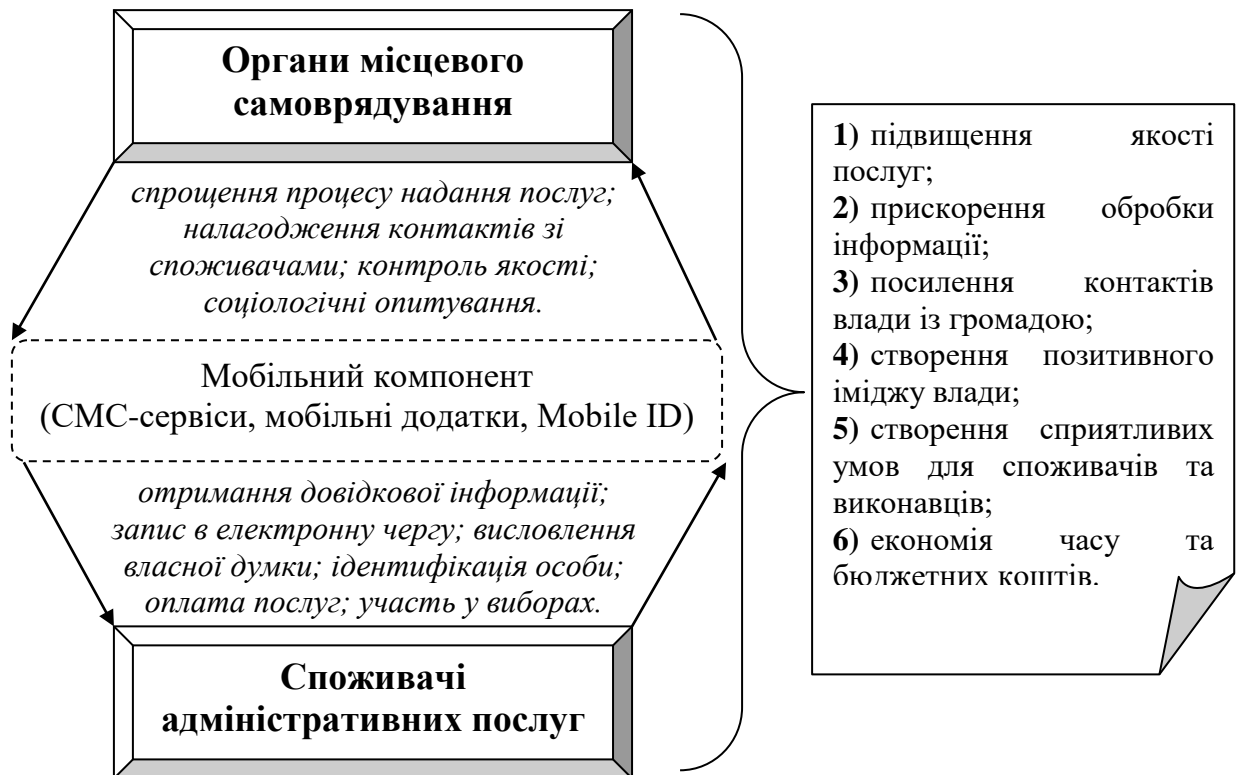 Органи місцевого
самоврядування
спрощення процесу надання послуг;
налагодження контактів зі
споживачами; контроль якості;
соціологічні опитування.
Мобільний компонент
(СМС-сервіси, мобільні додатки, Mobile ID)
отримання довідкової інформації;
запис в електронну чергу; висловлення
власної думки; ідентифікація особи;
оплата послуг; участь у виборах.
Споживачі
адміністративних послуг
1) підвищення якості
послуг;
2) прискорення обробки
інформації;
3) посилення контактів
влади із громадою;
4) створення позитивного
іміджу влади;
5) створення сприятливих
умов для споживачів та
виконавців;
6) економія часу та
бюджетних коштів.